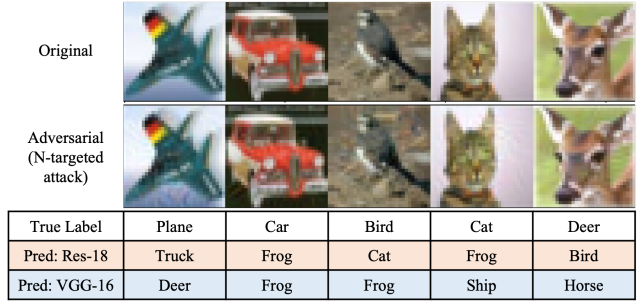 Original
Adversarial
(N-targeted
attack)
True Label Plane Car Bird Cat Deer
Pred: Res-18 Truck Frog Cat Frog Bird
Pred: VGG-16 Deer Frog Frog Ship Horse